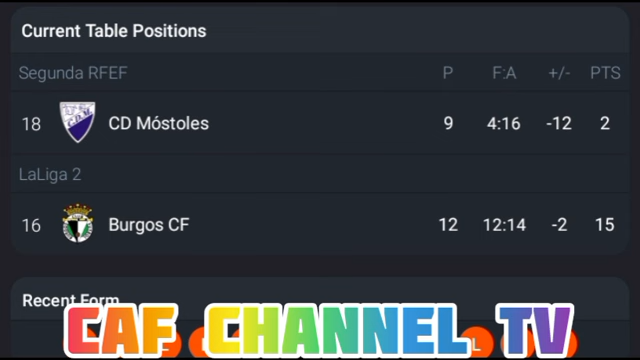 Current Table Positions
Segunda RFEF P F:A +/- PTS
18 CD Móstoles 9 4:16 -12 2
LaLiga 2
16 Burgos CF 12 12:14 -2 15
Recent Form
CAF CHANNEL TV